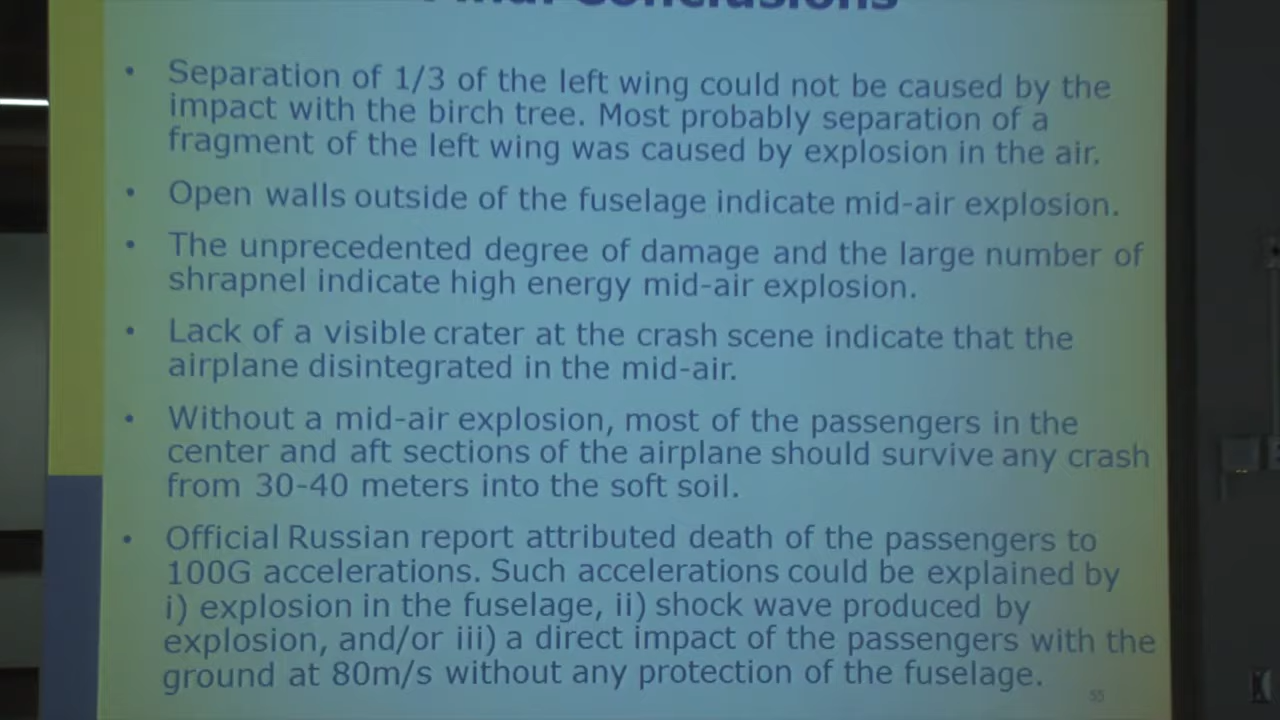 Final Conclusions
• Separation of 1/3 of the left wing could not be caused by the
impact with the birch tree. Most probably separation of a
fragment of the left wing was caused by explosion in the air.
• Open walls outside of the fuselage indicate mid-air explosion.
• The unprecedented degree of damage and the large number of
shrapnel indicate high energy mid-air explosion.
• Lack of a visible crater at the crash scene indicate that the
airplane disintegrated in the mid-air.
• Without a mid-air explosion, most of the passengers in the
center and aft sections of the airplane should survive any crash
from 30-40 meters into the soft soil.
• Official Russian report attributed death of the passengers to
100G accelerations. Such accelerations could be explained by
i) explosion in the fuselage, ii) shock wave produced by
explosion, and/or iii) a direct impact of the passengers with the
ground at 80m/s without any protection of the fuselage.
55